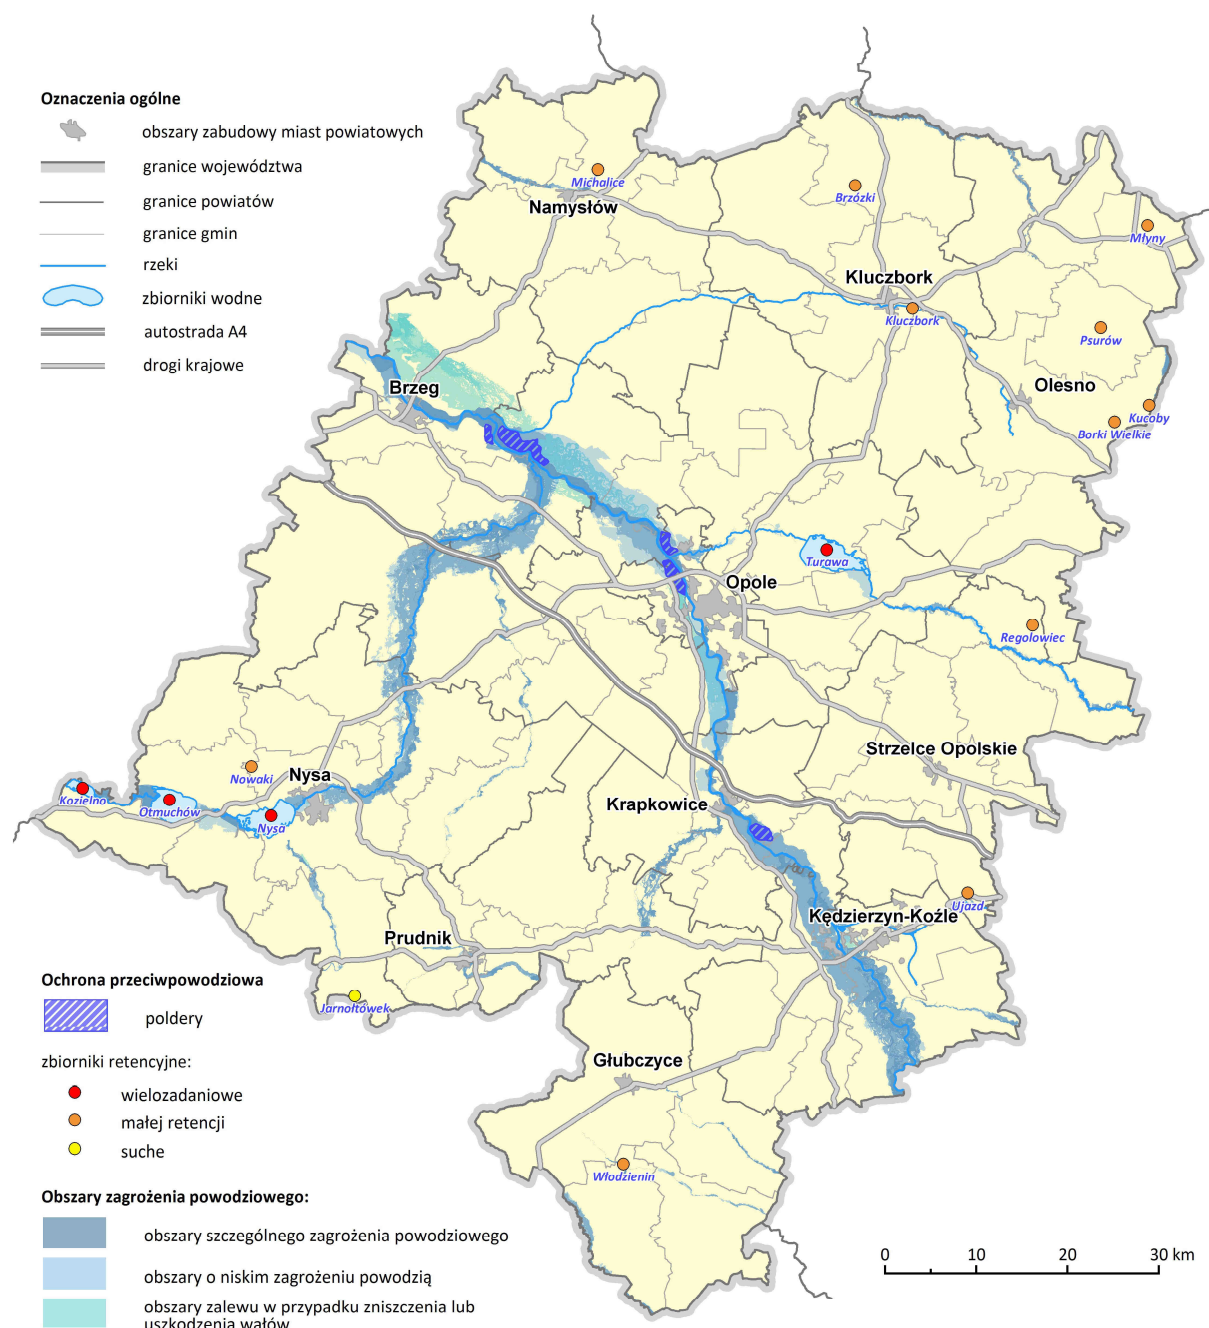 Oznaczenia ogólne
obszary zabudowy miast powiatowych
granice województwa
granice powiatów
granice gmin
rzeki
zbiorniki wodne
autostrada A4
drogi krajowe
Michalice
Namysłów
Brzózki
Młyny
Kluczbork
Kluczbork
Psurów
Brzeg
Olesno
Kucoby
Borki Wielkie
Turawa
Opole
Regolowiec
Strzelce Opolskie
Nowaki
Nysa
Kozielno
Otmuchów
Nysa
Krapkowice
Ujazd
Kędzierzyn-Koźle
Prudnik
Jarnołtówek
Głubczyce
Włodzienin
Ochrona przeciwpowodziowa
poldery
zbiorniki retencyjne:
wielozadaniowe
małej retencji
suche
Obszary zagrożenia powodziowego:
obszary szczególnego zagrożenia powodziowego
obszary o niskim zagrożeniu powodzią
obszary zalewu w przypadku zniszczenia lub
uszkodzenia wałów
0 10 20 30 km